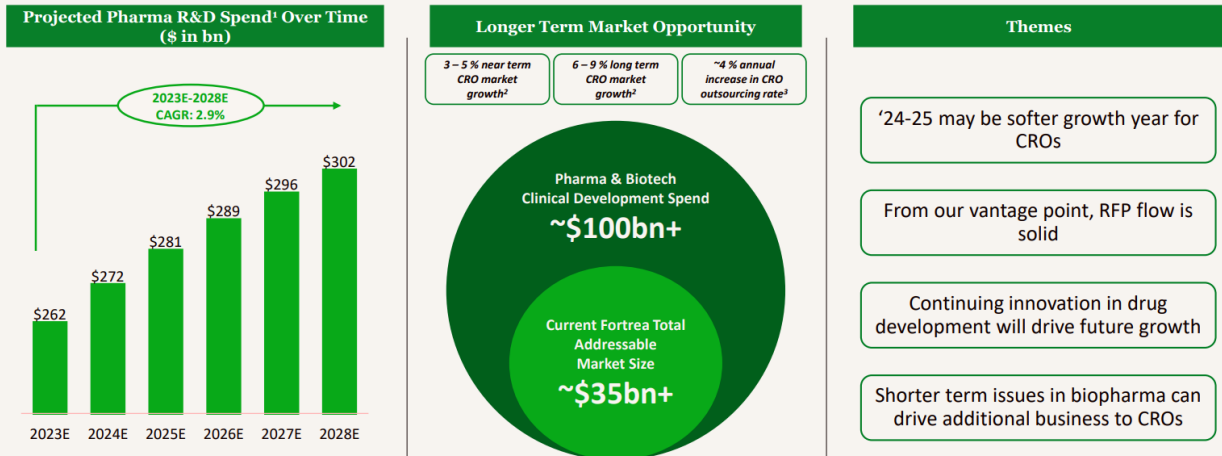 Projected Pharma R&D Spend¹ Over Time
($ in bn)
2023E-2028E
CAGR: 2.9%
$262
$272
$281
$289
$296
$302
2023E
2024E
2025E
2026E
2027E
2028E
Longer Term Market Opportunity
3 – 5 % near term
CRO market
growth²
6 – 9 % long term
CRO market
growth²
~4 % annual
increase in CRO
outsourcing rate³
Pharma & Biotech
Clinical Development Spend
~$100bn+
Current Fortrea Total
Addressable
Market Size
~$35bn+
Themes
‘24-25 may be softer growth year for
CROs
From our vantage point, RFP flow is
solid
Continuing innovation in drug
development will drive future growth
Shorter term issues in biopharma can
drive additional business to CROs